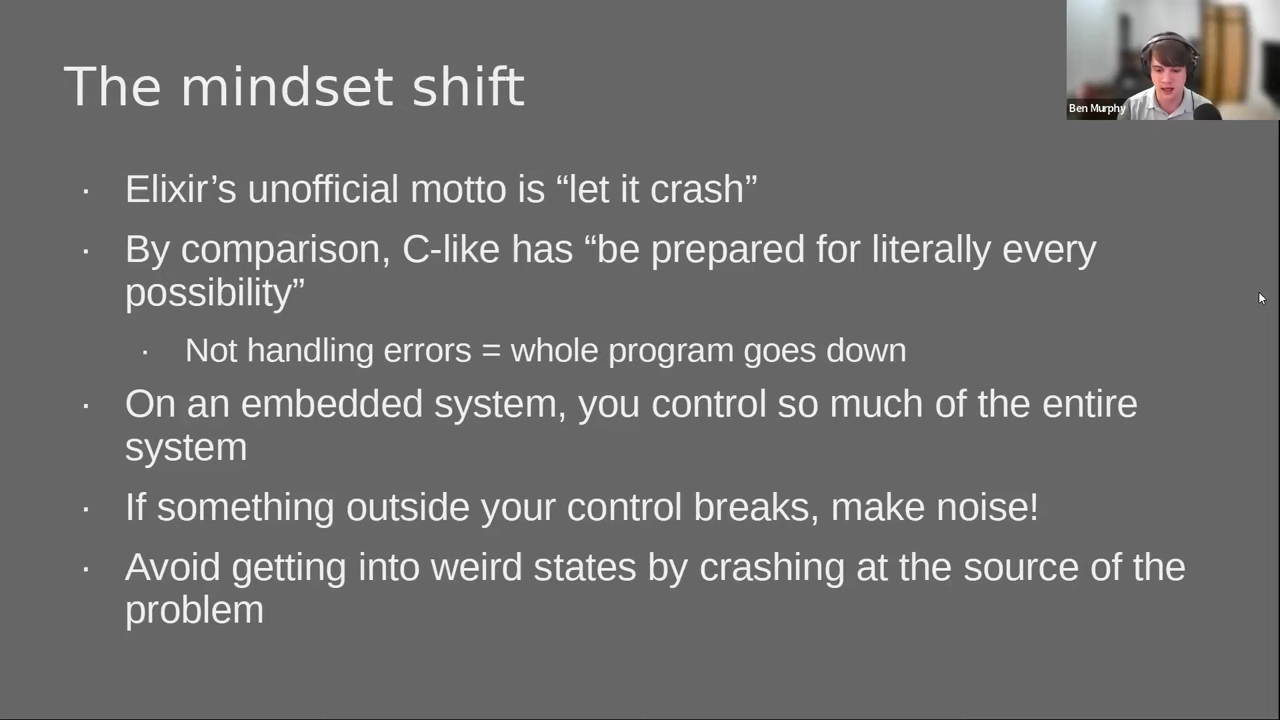 The mindset shift
Ben Murphy
· Elixir’s unofficial motto is “let it crash”
· By comparison, C-like has “be prepared for literally every
possibility”
· Not handling errors = whole program goes down
· On an embedded system, you control so much of the entire
system
· If something outside your control breaks, make noise!
· Avoid getting into weird states by crashing at the source of the
problem